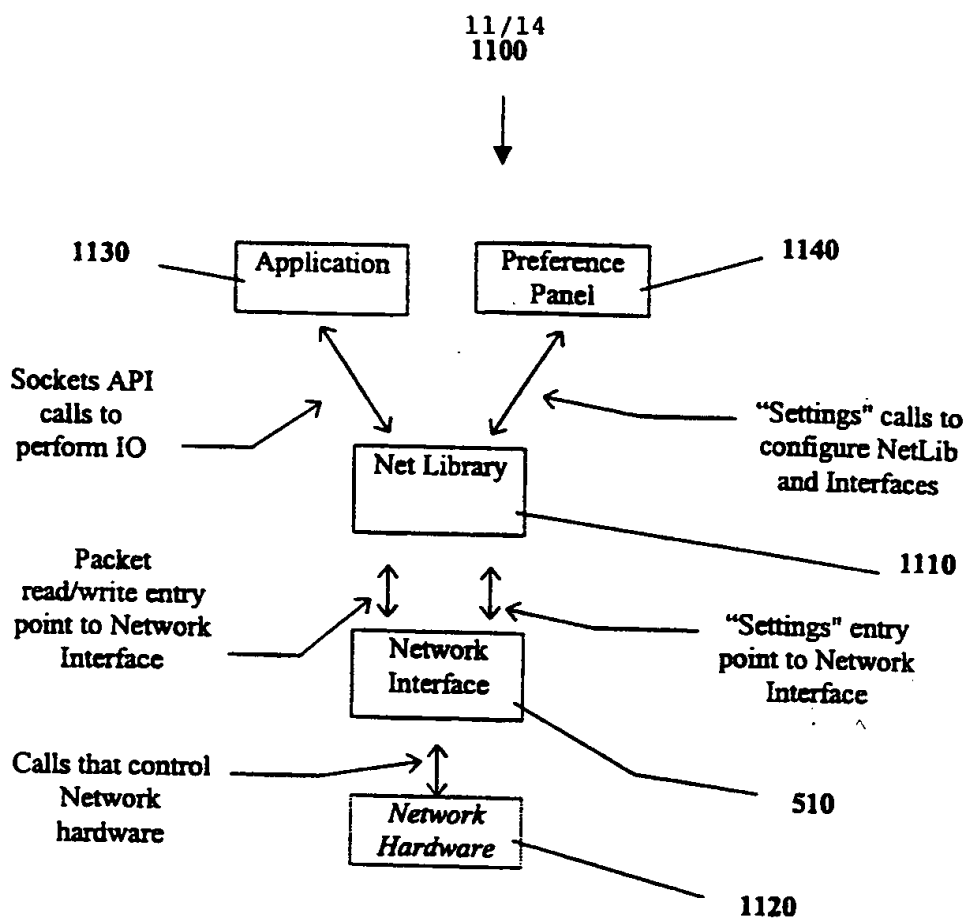 11/14
1100
1130
Application
Preference
Panel
1140
Sockets API
calls to
perform IO
“Settings" calls to
configure NetLib
and Interfaces
Net Library
1110
Packet
read/write entry
point to Network
Interface
“Settings" entry
point to Network
Interface
Network
Interface
Calls that control
Network
hardware
510
Network
Hardware
1120